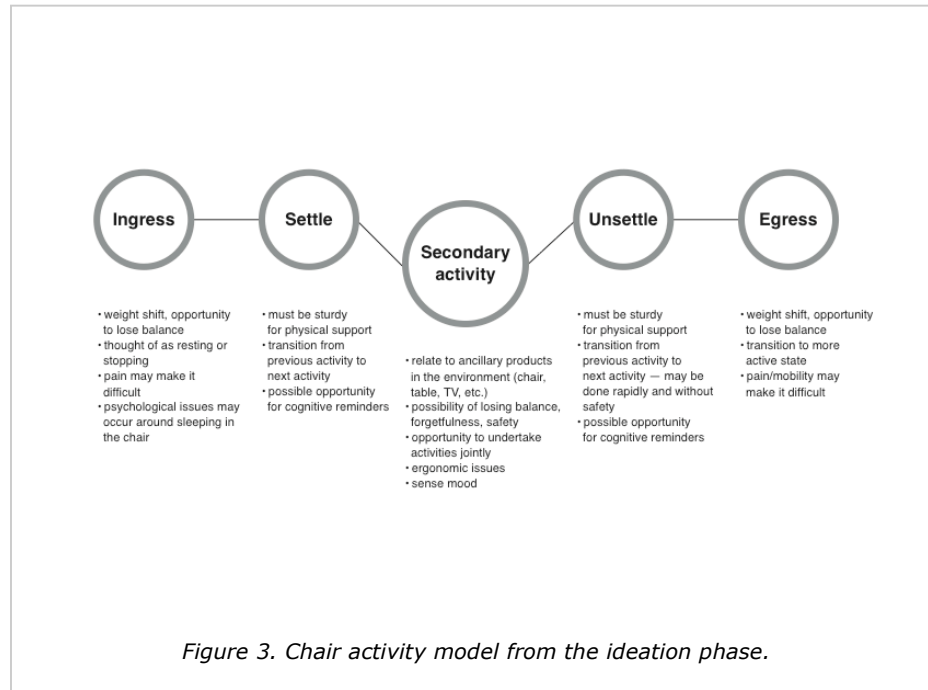 Ingress
Settle
Secondary
activity
Unsettle
Egress
• weight shift, opportunity
to lose balance
• thought of as resting or
stopping
• pain may make it
difficult
• psychological issues may
occur around sleeping in
the chair
• must be sturdy
for physical support
• transition from
previous activity to
next activity
• possible opportunity
for cognitive reminders
• relate to ancillary products
in the environment (chair,
table, TV, etc.)
• possibility of losing balance,
forgetfulness, safety
• opportunity to undertake
activities jointly
• ergonomic issues
• sense mood
• must be sturdy
for physical support
• transition from
previous activity to
next activity — may be
done rapidly and without
safety
• possible opportunity
for cognitive reminders
• weight shift, opportunity
to lose balance
• transition to more
active state
• pain/mobility may
make it difficult
Figure 3. Chair activity model from the ideation phase.